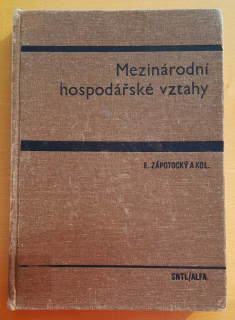 Mezinárodní
hospodářské vztahy
E. ZÁPOTOCKÝ A KOL.
SNTL/ALFA